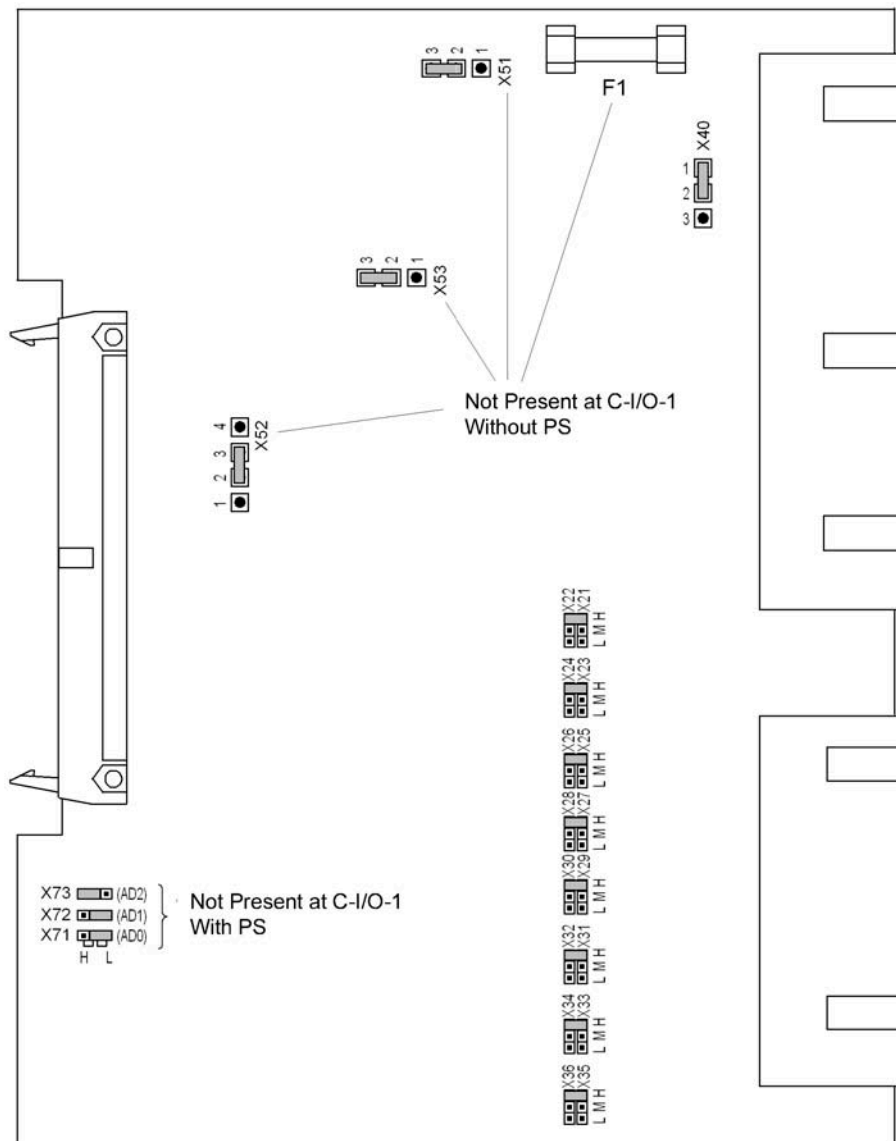 3 2 1 X51
F1
X40
1
2
3
3 2 1 X53
Not Present at C-I/O-1
Without PS
4 3 2 1 X52
X22 X21
L M H
X24 X23
L M H
X26 X25
L M H
X28 X27
L M H
X30 X29
L M H
X32 X31
L M H
X34 X33
L M H
X36 X35
L M H
X73 (AD2)
X72 (AD1)
X71 (AD0)
H L
Not Present at C-I/O-1
With PS